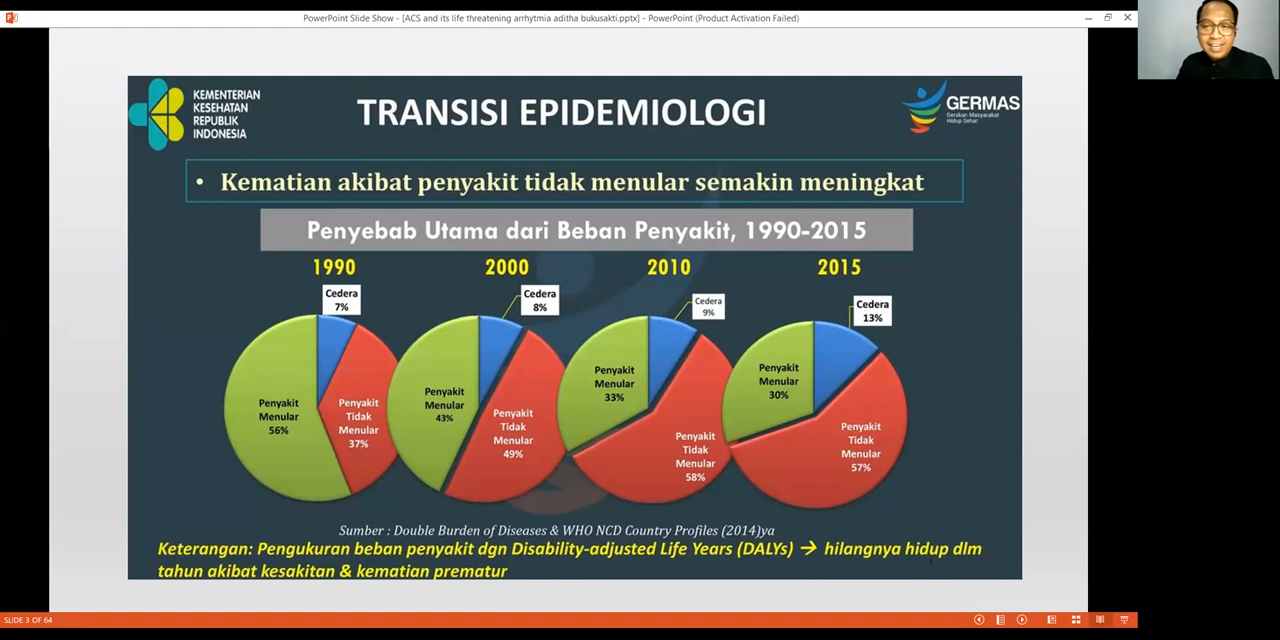 PowerPoint Slide Show - [ACS and its life threatening arrhytmia aditha bukusakti.pptx] - PowerPoint (Product Activation Failed)
KEMENTERIAN
KESEHATAN
REPUBLIK
INDONESIA
TRANSISI EPIDEMIOLOGI
GERMAS
Gerakan Masyarakat
Hidup Sehat
• Kematian akibat penyakit tidak menular semakin meningkat
Penyebab Utama dari Beban Penyakit, 1990-2015
1990
2000
2010
2015
Cedera
7%
Penyakit
Menular
56%
Penyakit
Tidak
Menular
37%
Cedera
8%
Penyakit
Menular
43%
Penyakit
Tidak
Menular
49%
Cedera
9%
Penyakit
Menular
33%
Penyakit
Tidak
Menular
58%
Cedera
13%
Penyakit
Menular
30%
Penyakit
Tidak
Menular
57%
Sumber : Double Burden of Diseases & WHO NCD Country Profiles (2014)ya
Keterangan: Pengukuran beban penyakit dgn Disability-adjusted Life Years (DALYs) → hilangnya hidup dlm
tahun akibat kesakitan & kematian prematur
SLIDE 3 OF 64